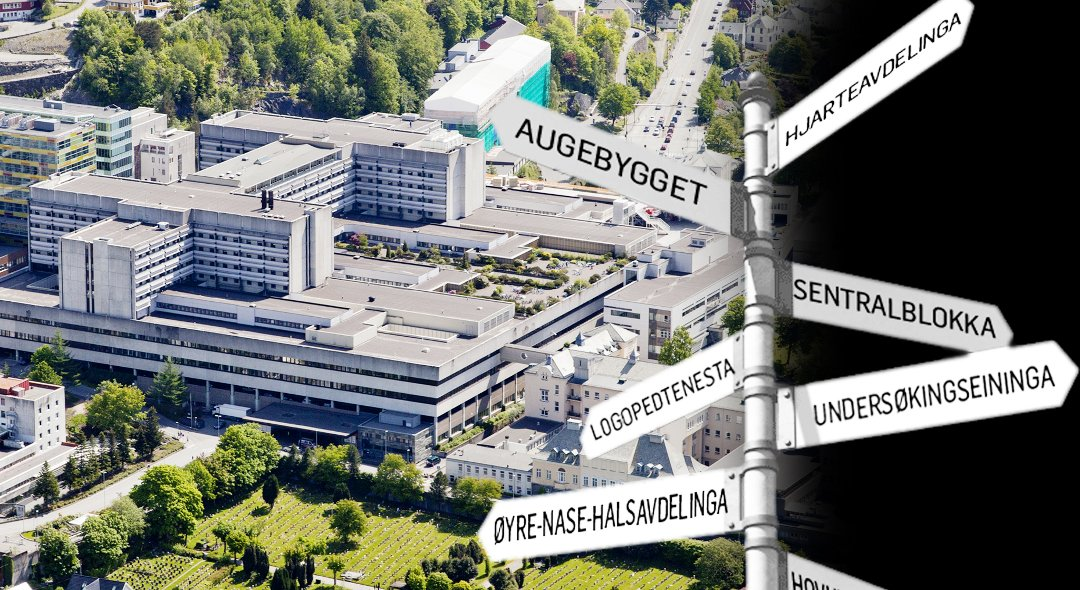 HJARTEAVDELINGA
AUGEBYGGET
SENTRALBLOKKA
LOGOPEDTENESTA
UNDERSØKINGSEININGA
ØYRE-NASE-HALSAVDELINGA